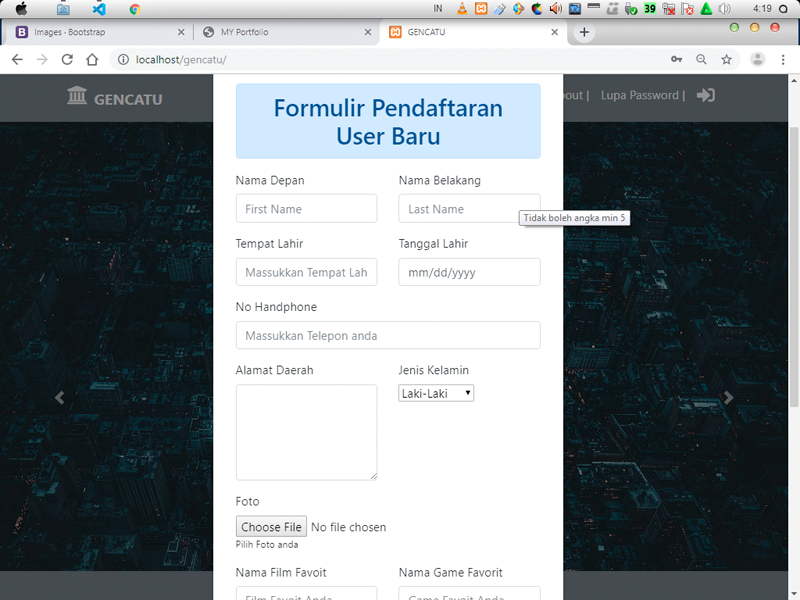 IN
39
4:19
Images · Bootstrap
MY Portfolio
GENCATU
localhost/gencatu/
GENCATU
out | Lupa Password |
Formulir Pendaftaran
User Baru
Nama Depan Nama Belakang
First Name Last Name
Tidak boleh angka min 5
Tempat Lahir Tanggal Lahir
Massukkan Tempat Lah mm/dd/yyyy
No Handphone
Massukkan Telepon anda
Alamat Daerah Jenis Kelamin
Laki-Laki
Foto
Choose File No file chosen
Pilih Foto anda
Nama Film Favoit Nama Game Favorit
Film Favoit Anda Game Favorit Anda